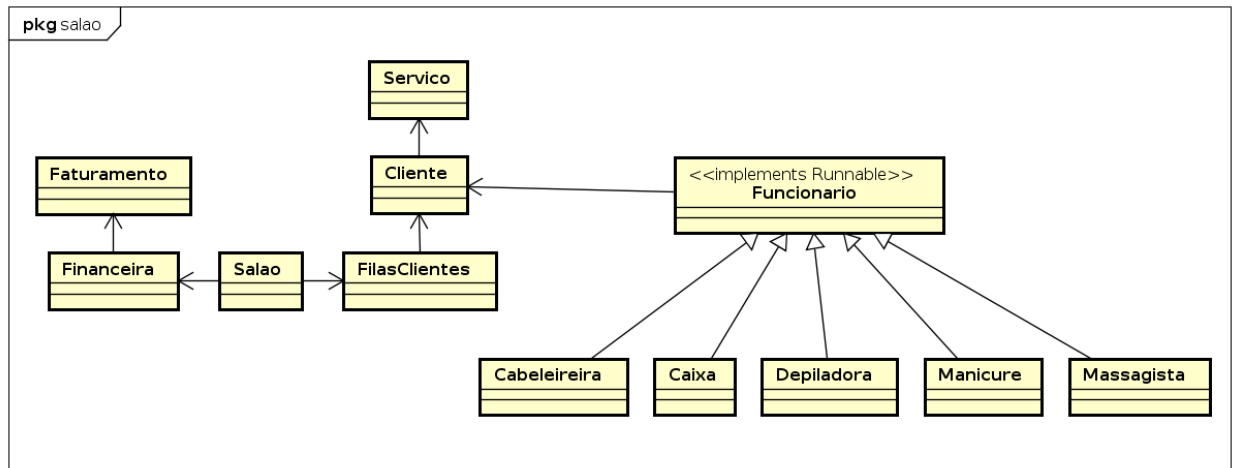 pkg salao
Servico
Faturamento
Cliente
<<implements Runnable>>
Funcionario
Financeira
Salao
FilasClientes
Cabeleireira
Caixa
Depiladora
Manicure
Massagista